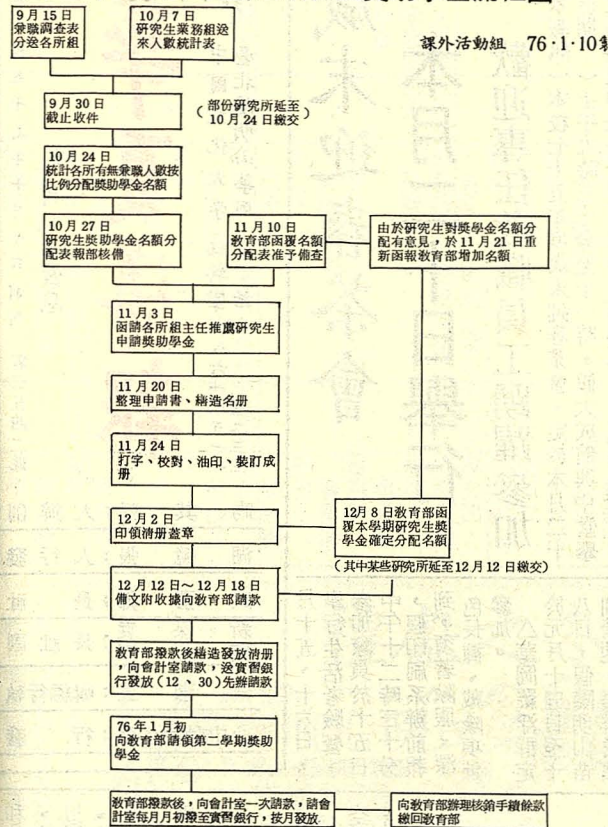 課外活動組　76·1·10製
9月15日
兼職調查表
分送各所組
10月7日
研究生業務組送
來人數統計表
9月30日
截止收件
（部份研究所延至
10月24日繳交）
10月24日
統計各所有無兼職人數按
比例分配獎助學金名額
10月27日
研究生獎助學金名額分
配表報部核備
11月10日
教育部函覆名額
分配表准予備查
由於研究生對獎學金名額分
配有意見，於11月21日重
新函報教育部增加名額
11月3日
函請各所組主任推薦研究生
申請獎助學金
11月20日
整理申請書、繕造名册
11月24日
打字、校對、油印、裝訂成
册
12月2日
印領清册蓋章
12月8日教育部函
覆本學期研究生獎
學金確定分配名額
（其中某些研究所延至12月12日繳交）
12月12日～12月18日
備文附收據向教育部請款
教育部撥款後繕造發放清册
，向會計室請款，送實習銀
行發放（12、30）先辦請款
76年1月初
向教育部請領第二學期獎助
學金
教育部撥款後，向會計室一次請款，請會
計室每月月初撥至實習銀行，按月發放
向教育部辦理核銷手續餘款
繳回教育部